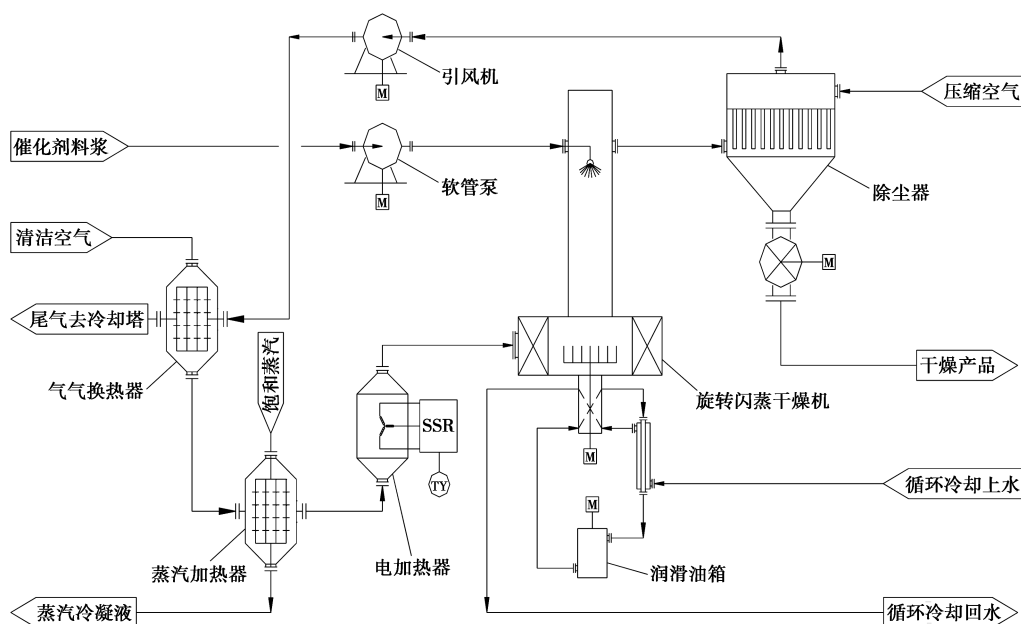 引风机
M
压缩空气
催化剂料浆
软管泵
M
除尘器
清洁空气
M
尾气去冷却塔
饱和蒸汽
气气换热器
干燥产品
旋转闪蒸干燥机
SSR
M
TY
循环冷却上水
M
蒸汽加热器
电加热器
润滑油箱
蒸汽冷凝液
循环冷却回水